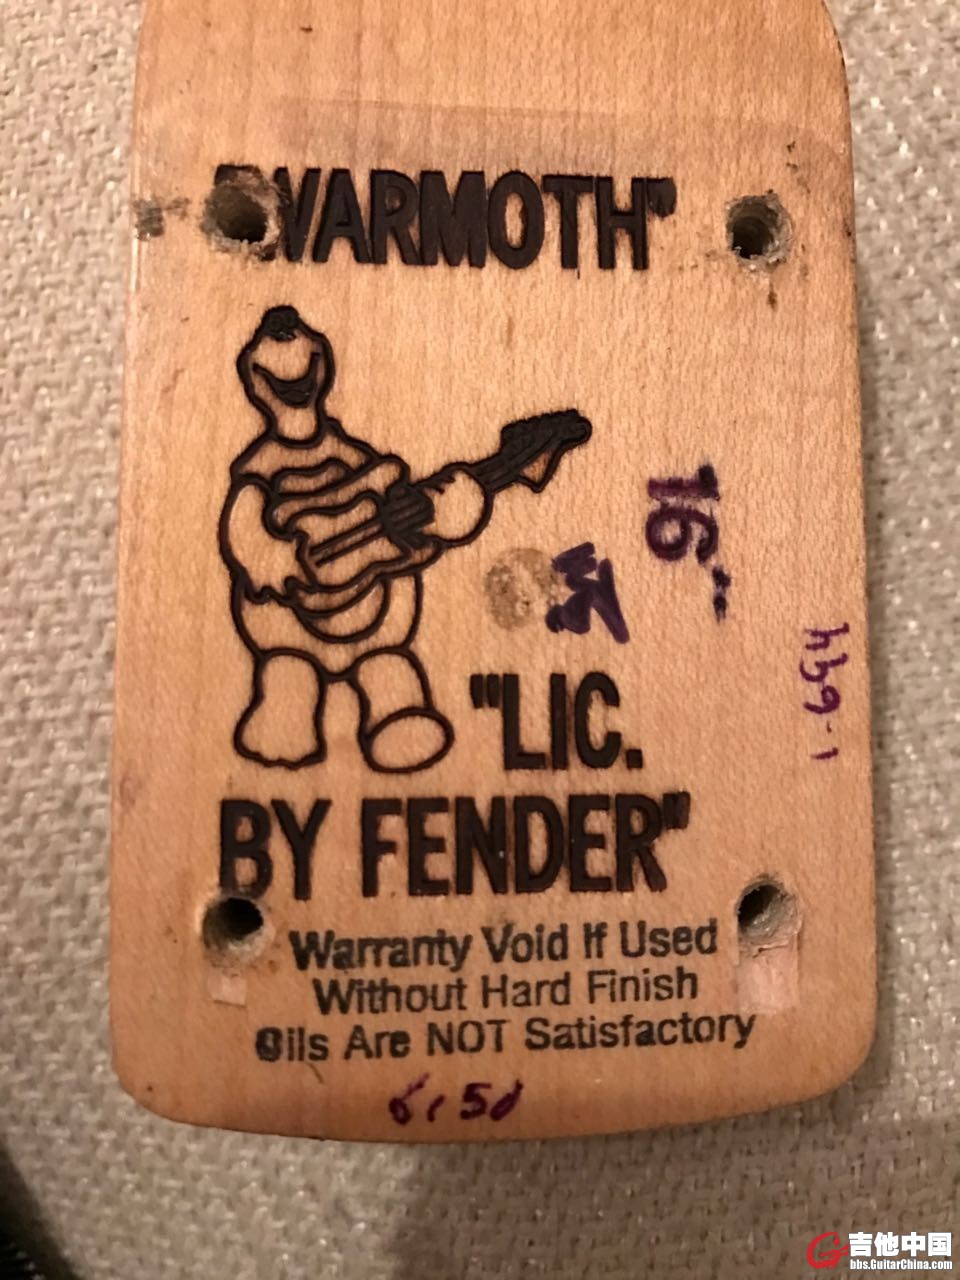 "WARMOTH"
16"
"LIC.
BY FENDER"
Warranty Void If Used
Without Hard Finish
Oils Are NOT Satisfactory
吉他中国
bbs.GuitarChina.com